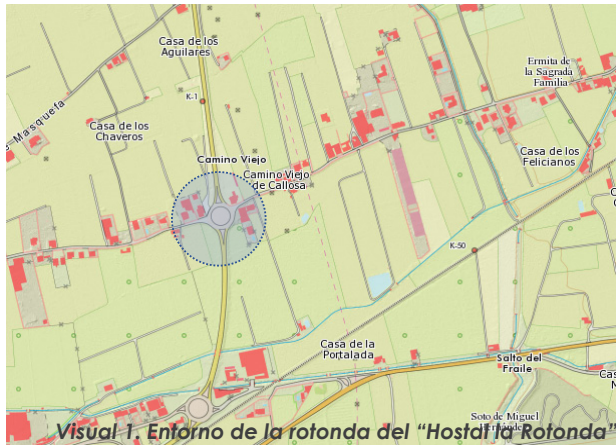 Casa de los
Aguilares
Ermita de
la Sagrada
Familia
K-1
o Masquefa
Casa de los
Chaveros
Camino Viejo
Casa de los
Felicianos
Camino Viejo
de Callosa
K-50
Casa de la
Portalada
Salto del
Fraile
Cas
Soto de Miguel
Visual 1. Entorno de la rotonda del "Hostal la Rotonda"